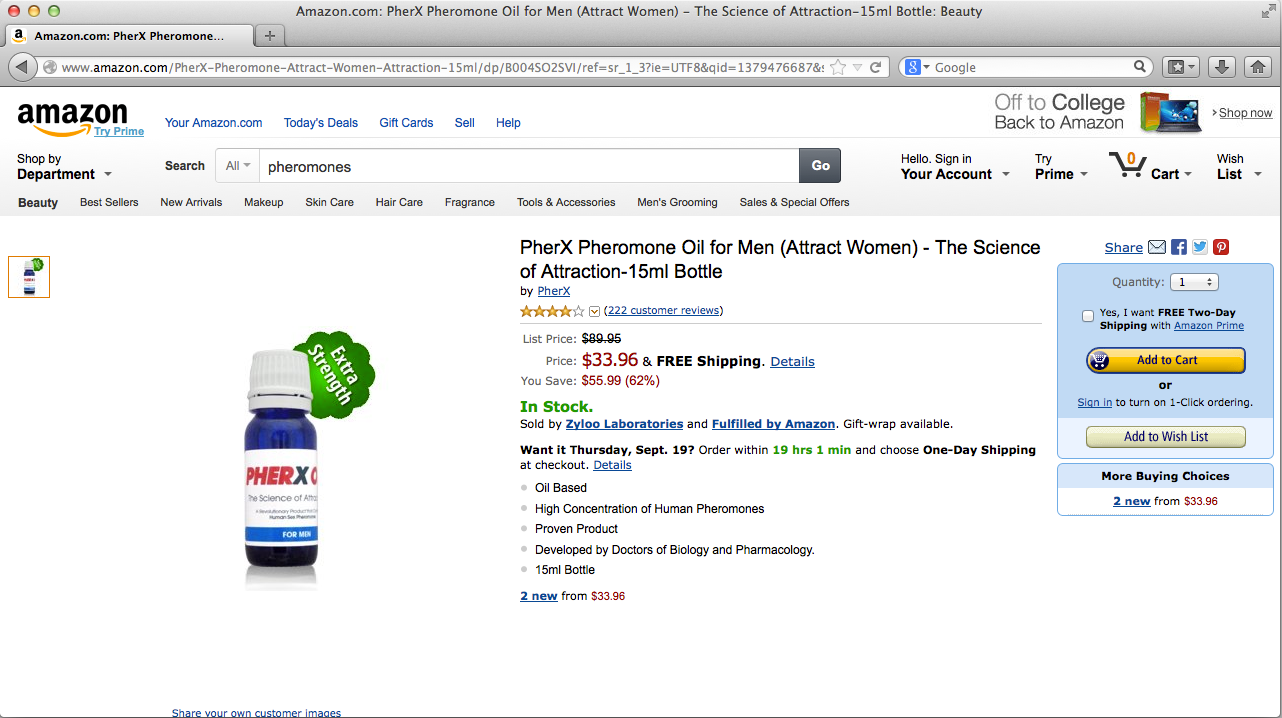 Amazon.com: PherX Pheromone Oil for Men (Attract Women) – The Science of Attraction-15ml Bottle: Beauty
a Amazon.com: PherX Pheromone...
www.amazon.com/PherX-Pheromone-Attract-Women-Attraction-15ml/dp/B004SO2SVI/ref=sr_1_3?ie=UTF8&qid=1379476687&s
8 Google
amazon
Try Prime
Your Amazon.com Today's Deals Gift Cards Sell Help
Off to College
Back to Amazon
Shop now
Shop by
Department
Search All pheromones Go
Hello. Sign in
Your Account
Try
Prime
0
Cart
Wish
List
Beauty Best Sellers New Arrivals Makeup Skin Care Hair Care Fragrance Tools & Accessories Men's Grooming Sales & Special Offers
PherX Pheromone Oil for Men (Attract Women) - The Science
of Attraction-15ml Bottle
by PherX
(222 customer reviews)
List Price: $89.95
Price: $33.96 & FREE Shipping. Details
You Save: $55.99 (62%)
In Stock.
Sold by Zyloo Laboratories and Fulfilled by Amazon. Gift-wrap available.
Want it Thursday, Sept. 19? Order within 19 hrs 1 min and choose One-Day Shipping
at checkout. Details
Oil Based
High Concentration of Human Pheromones
Proven Product
Developed by Doctors of Biology and Pharmacology.
15ml Bottle
2 new from $33.96
Extra
Strength
PHERX O
The Science of Attrac
Human Sex Pheromone
FOR MEN
Share your own customer images
Share
Quantity: 1
Yes, I want FREE Two-Day
Shipping with Amazon Prime
Add to Cart
or
Sign in to turn on 1-Click ordering.
Add to Wish List
More Buying Choices
2 new from $33.96